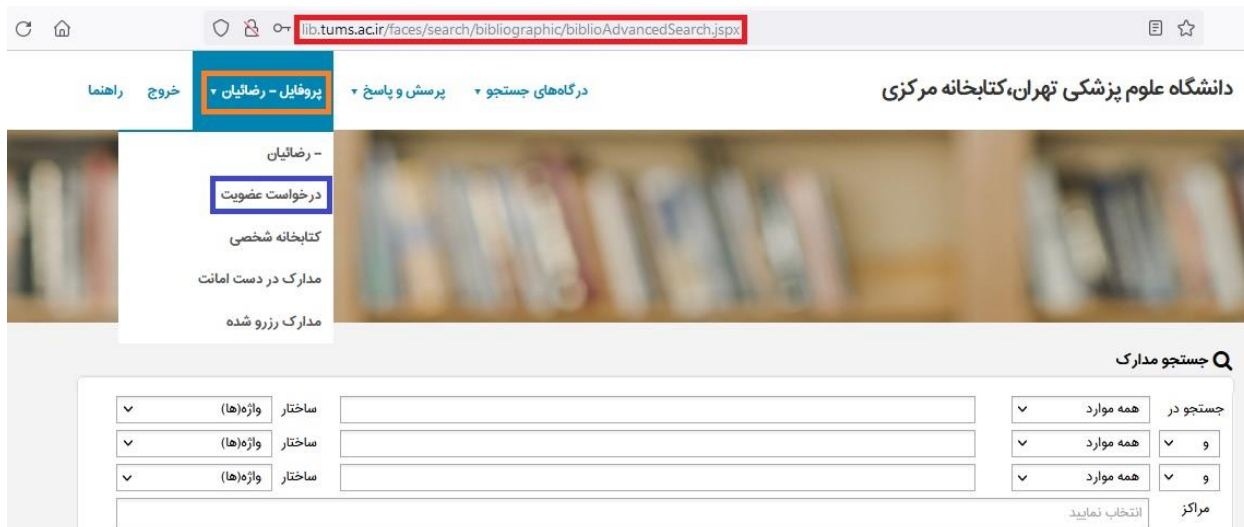 lib.tums.ac.ir/faces/search/bibliographic/biblioAdvancedSearch.jspx
دانشگاه علوم پزشکی تهران،کتابخانه مرکزی
درگاه‌های جستجو پرسش و پاسخ پروفایل - رضائیان خروج راهنما
- رضائیان
درخواست عضویت
کتابخانه شخصی
مدارک در دست امانت
مدارک رزرو شده
جستجو مدارک
جستجو در همه موارد ساختار واژه(ها)
و همه موارد ساختار واژه(ها)
و همه موارد ساختار واژه(ها)
مراکز انتخاب نمایید